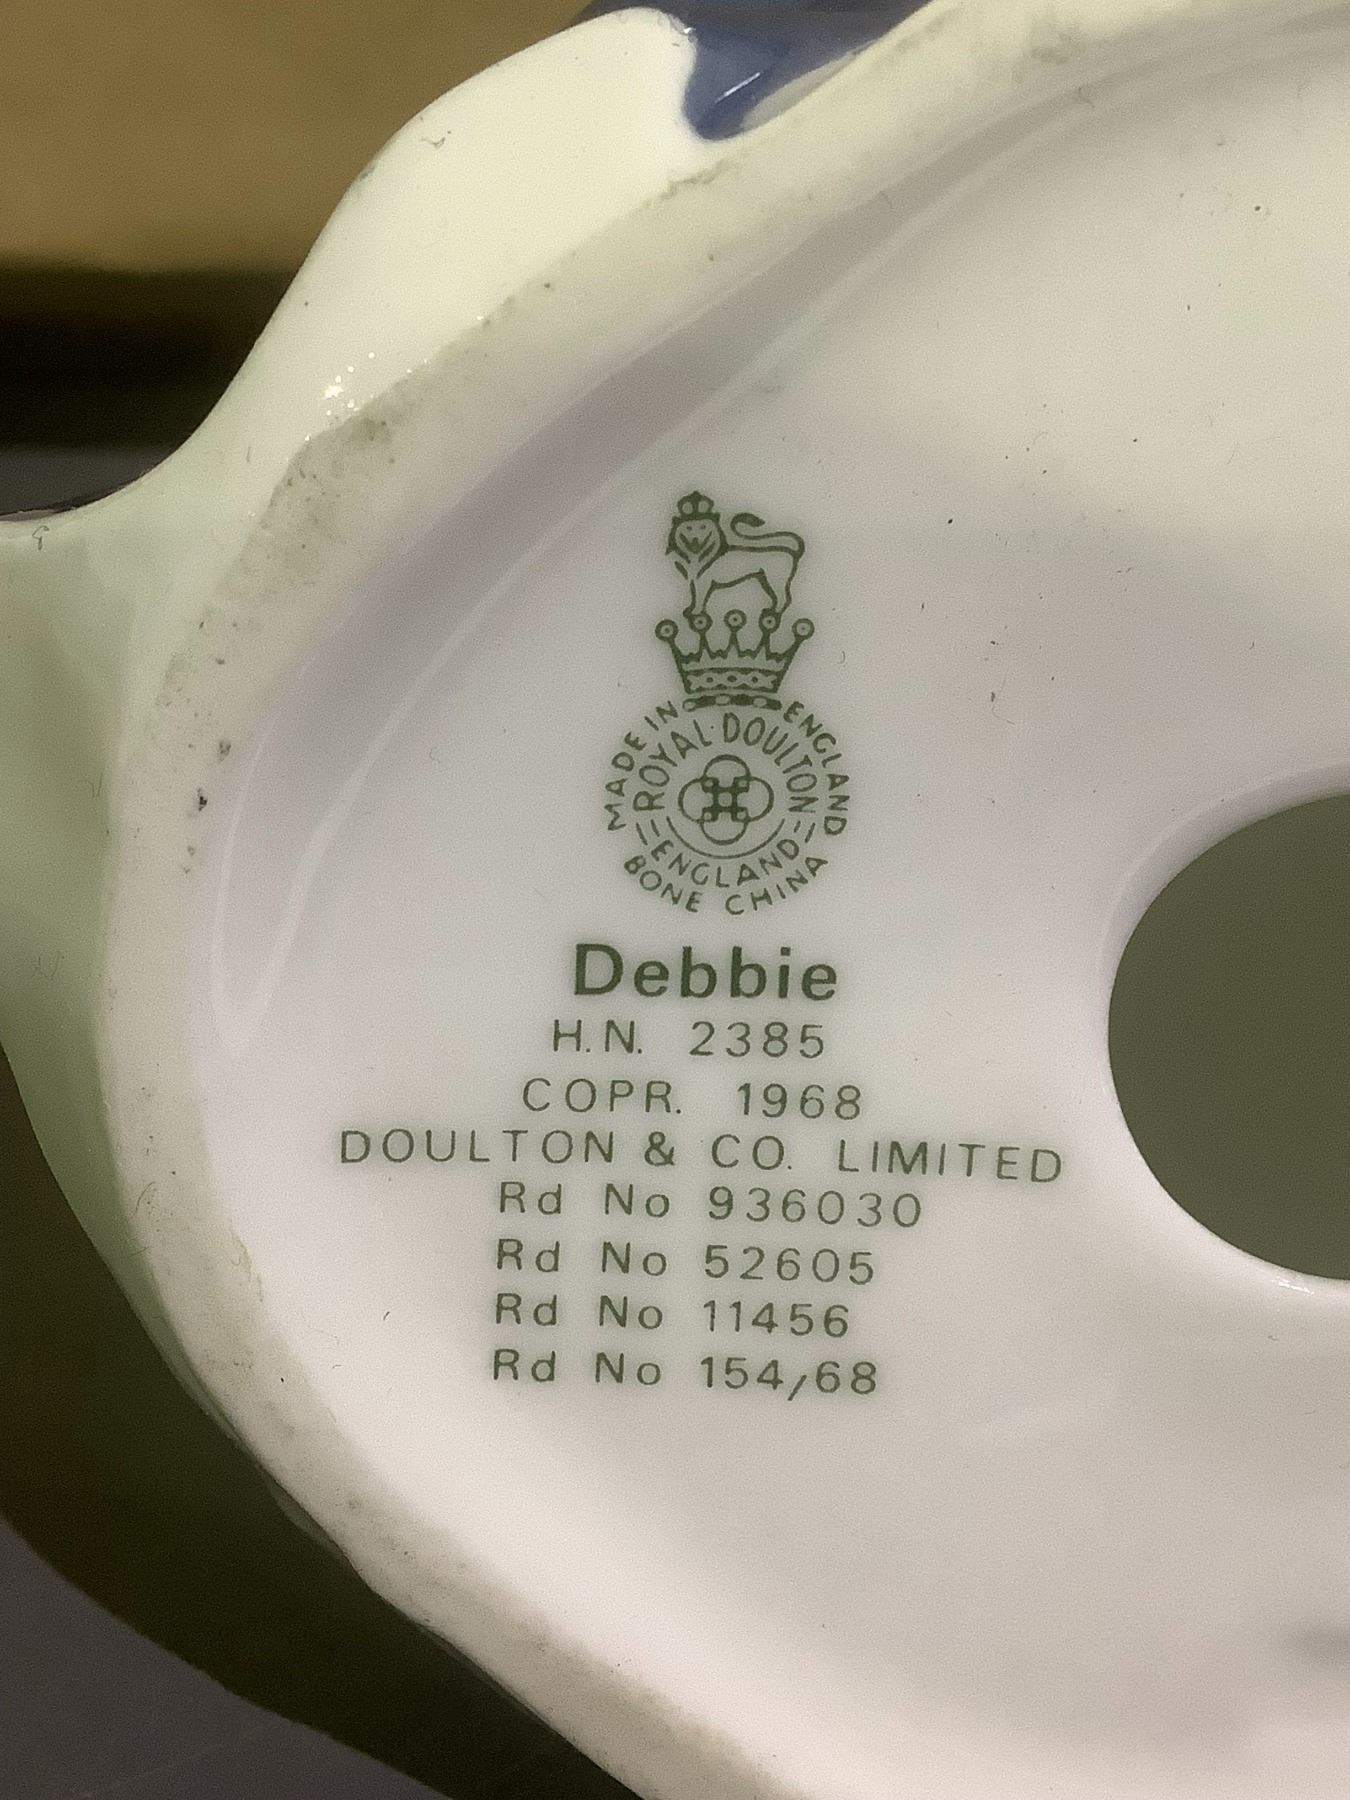 MADE IN ENGLAND
ROYAL·DOULTON
ENGLAND
BONE CHINA
Debbie
H.N. 2385
COPR. 1968
DOULTON & CO. LIMITED
Rd No 936030
Rd No 52605
Rd No 11456
Rd No 154/68